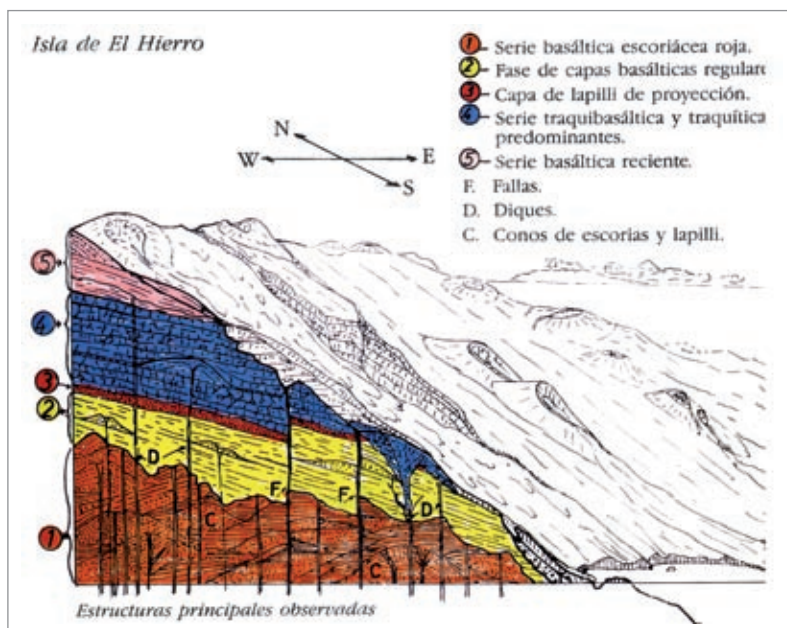 Isla de El Hierro
1 Serie basáltica escoriácea roja.
2 Fase de capas basálticas regulare
3 Capa de lapilli de proyección.
4 Serie traquibasáltica y traquítica
predominantes.
5 Serie basáltica reciente.
F. Fallas.
D. Diques.
C. Conos de escorias y lapilli.
N
W E
S
5
4
3
2
D
F F D
C
1
C
Estructuras principales observadas